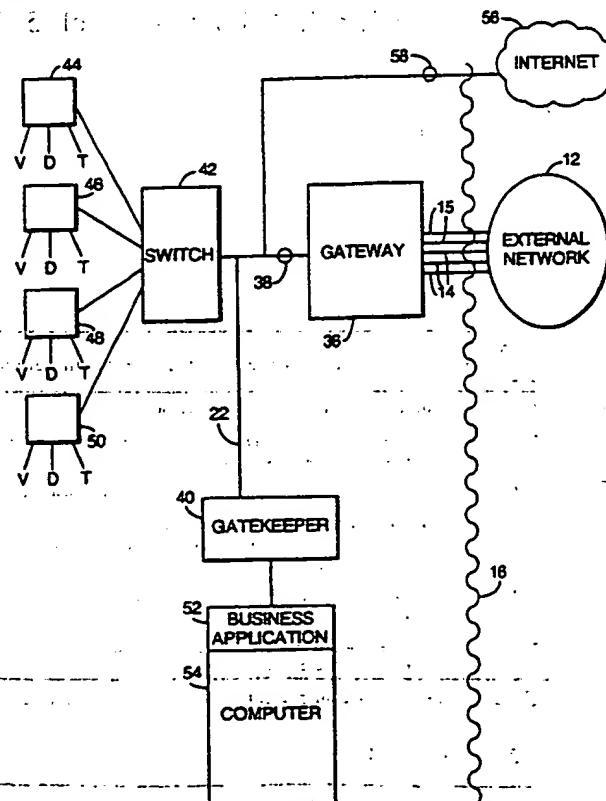 56
INTERNET
58
44
V D T
42
12
46
V D T
SWITCH
15
GATEWAY
EXTERNAL
NETWORK
38
14
48
V D T
36
50
V D T
22
40
GATEKEEPER
16
52
BUSINESS
APPLICATION
54
COMPUTER